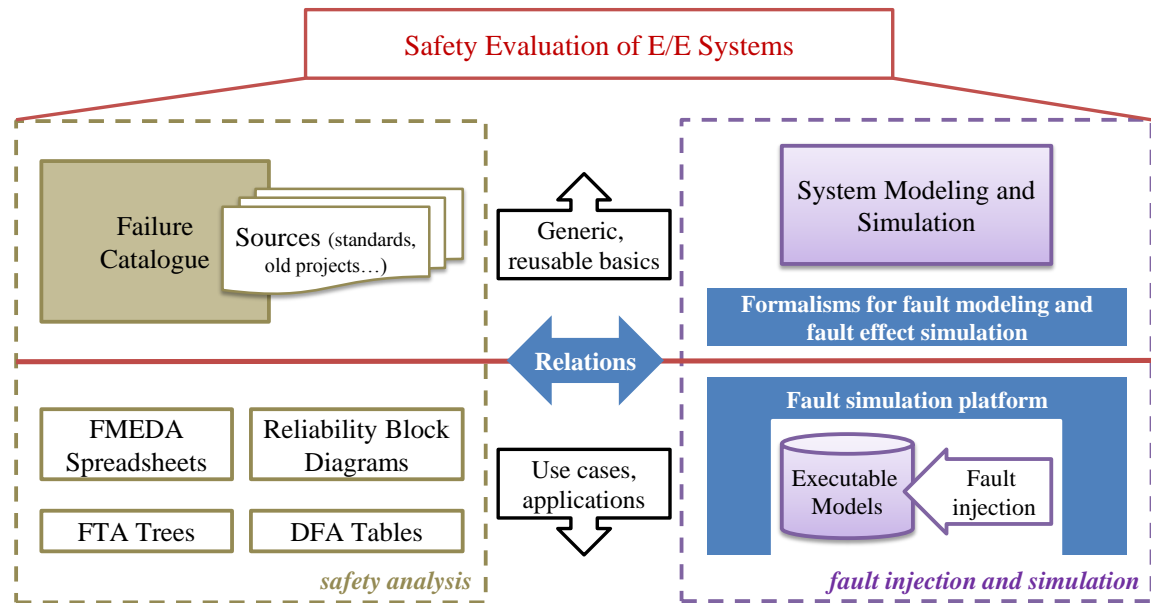 Safety Evaluation of E/E Systems
Failure
Catalogue
Sources (standards,
old projects…)
Generic,
reusable basics
System Modeling and
Simulation
Formalisms for fault modeling and
fault effect simulation
Relations
FMEDA
Spreadsheets
Reliability Block
Diagrams
FTA Trees
DFA Tables
safety analysis
Use cases,
applications
Fault simulation platform
Executable
Models
Fault
injection
fault injection and simulation